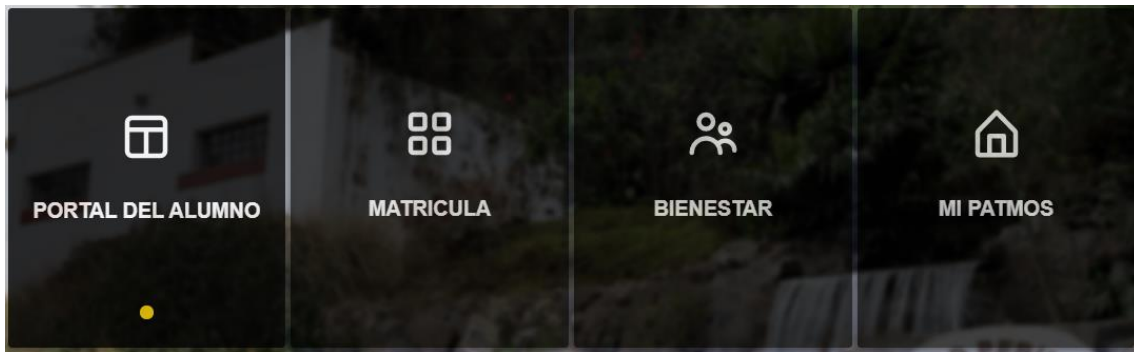 PORTAL DEL ALUMNO
MATRICULA
BIENESTAR
MI PATMOS